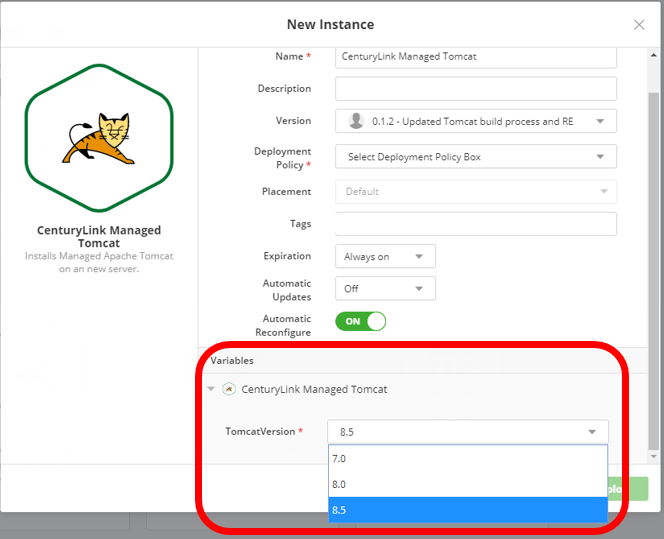 New Instance
Name *
CenturyLink Managed Tomcat
Description
Version
0.1.2 - Updated Tomcat build process and RE
Deployment
Policy *
Select Deployment Policy Box
Placement
Default
Tags
Expiration
Always on
Automatic
Updates
Off
Automatic
Reconfigure
ON
CenturyLink Managed
Tomcat
Installs Managed Apache Tomcat
on an new server.
Variables
CenturyLink Managed Tomcat
TomcatVersion *
8.5
7.0
8.0
8.5